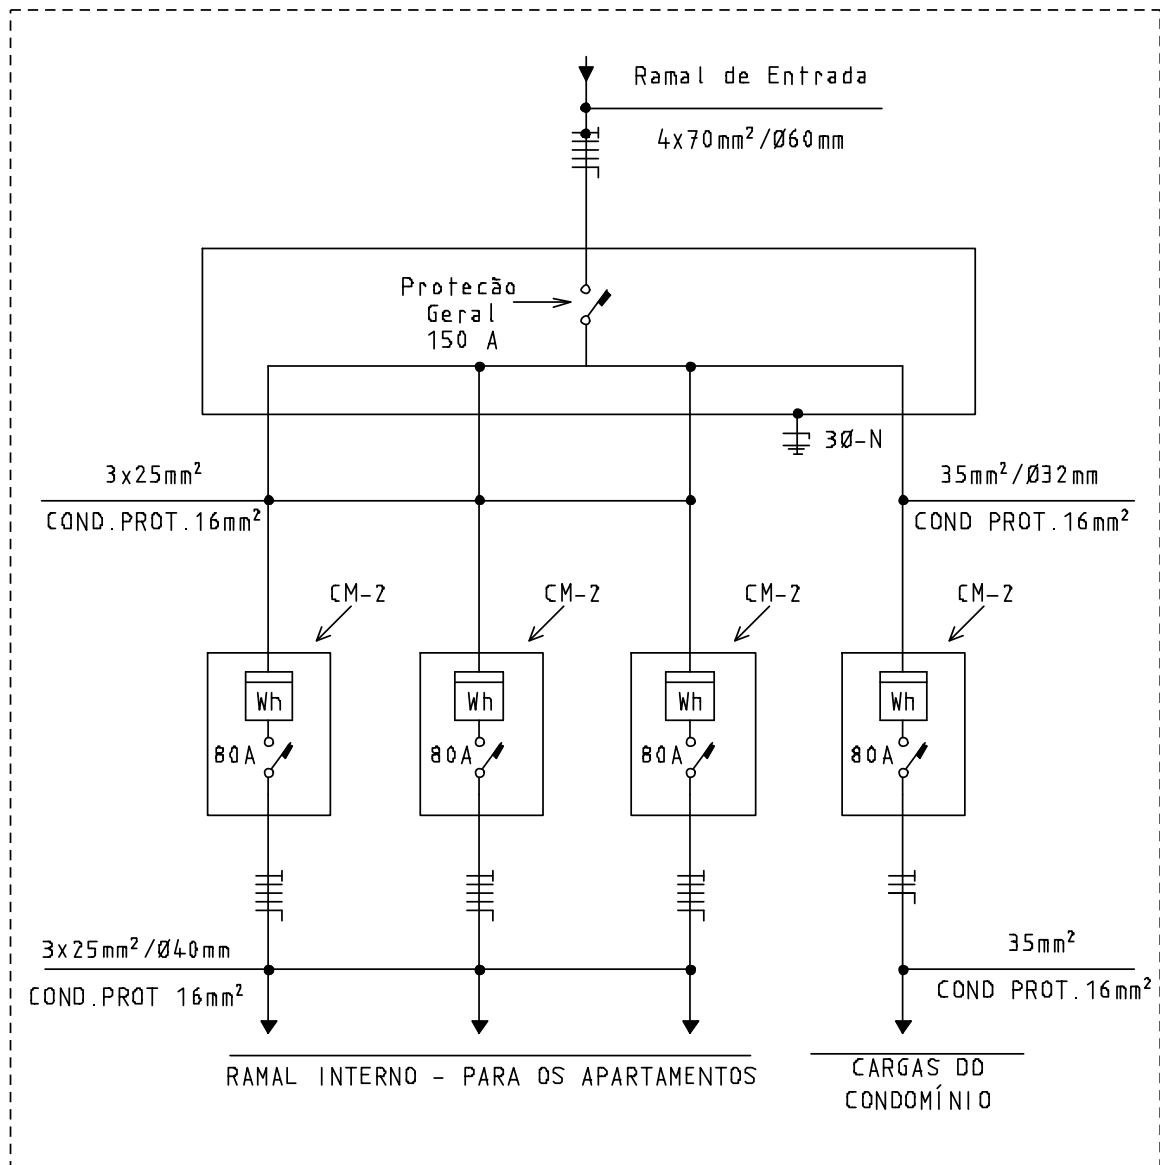 Ramal de Entrada
4x70mm²/Ø60mm
Protecão
Geral
150 A
3Ø-N
3x25mm²
COND.PROT.16mm²
35mm²/Ø32mm
COND PROT.16mm²
CM-2
CM-2
CM-2
CM-2
Wh
Wh
Wh
Wh
80A
80A
80A
80A
3x25mm²/Ø40mm
COND.PROT 16mm²
35mm²
COND PROT.16mm²
RAMAL INTERNO - PARA OS APARTAMENTOS
CARGAS DO
CONDOMÍNIO